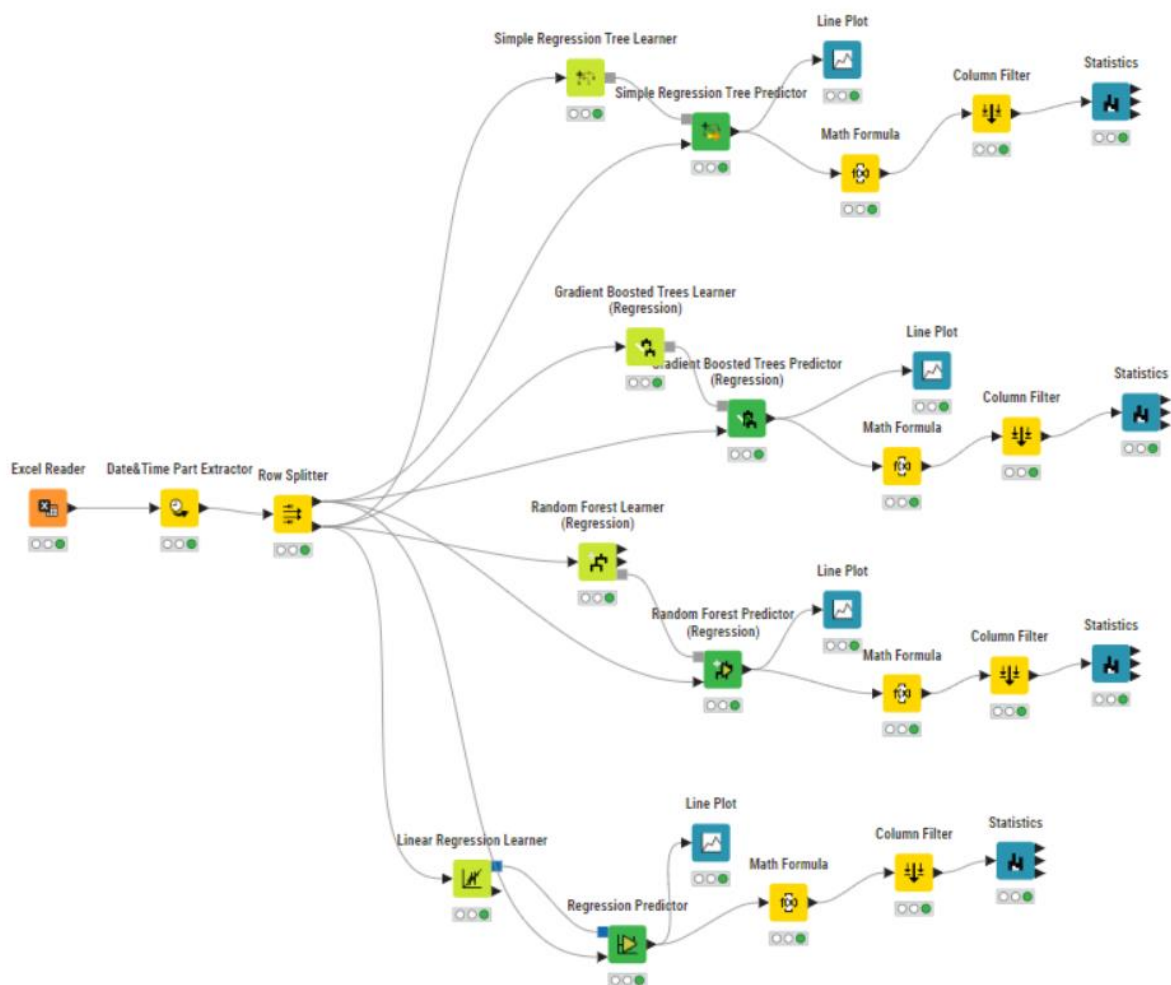 Line Plot
Simple Regression Tree Learner
Column Filter
Statistics
Simple Regression Tree Predictor
Math Formula
Gradient Boosted Trees Learner
(Regression)
Line Plot
Gradient Boosted Trees Predictor
(Regression)
Statistics
Column Filter
Math Formula
Excel Reader
Date&Time Part Extractor
Row Splitter
Random Forest Learner
(Regression)
Line Plot
Random Forest Predictor
(Regression)
Column Filter
Statistics
Math Formula
Line Plot
Linear Regression Learner
Column Filter
Statistics
Math Formula
Regression Predictor
f(x)
f(x)
f(x)
f(x)